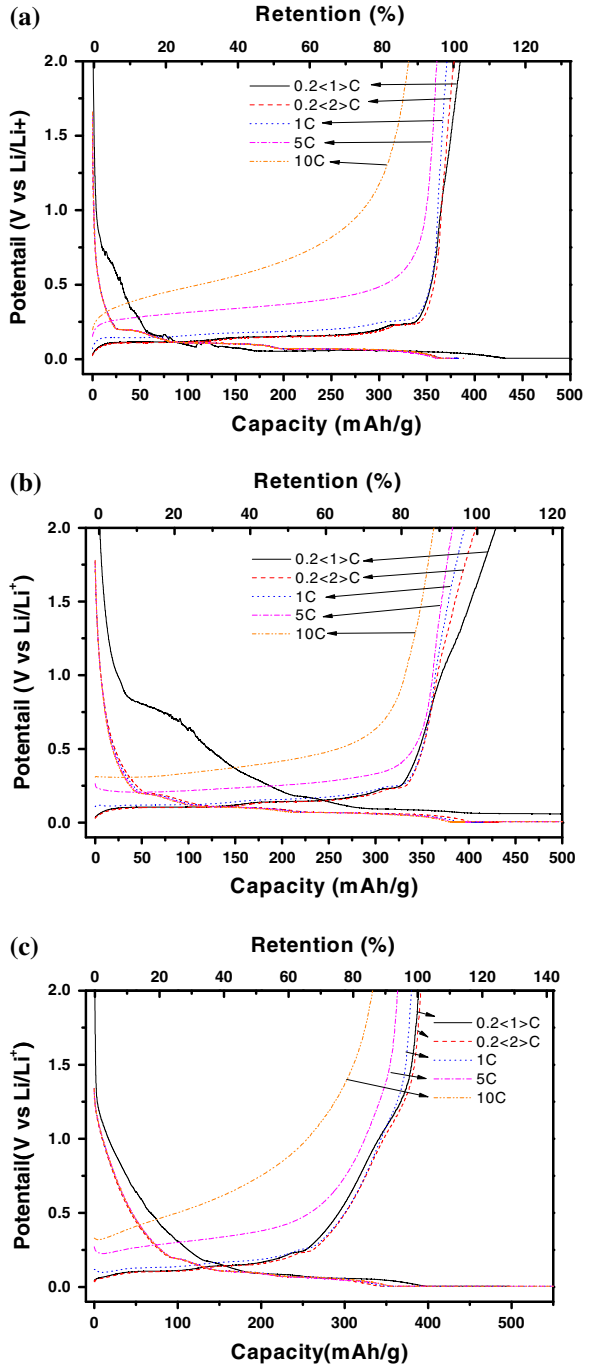 (a)
Retention (%)
0 20 40 60 80 100 120
2.0
1.5
1.0
0.5
0.0
Potentail (V vs Li/Li+)
0.2<1>C
0.2<2>C
1C
5C
10C
0 50 100 150 200 250 300 350 400 450 500
Capacity (mAh/g)
(b)
Retention (%)
0 20 40 60 80 100 120
2.0
1.5
1.0
0.5
0.0
Potentail (V vs Li/Li+)
0.2<1>C
0.2<2>C
1C
5C
10C
0 50 100 150 200 250 300 350 400 450 500
Capacity (mAh/g)
(c)
Retention (%)
0 20 40 60 80 100 120 140
2.0
1.5
1.0
0.5
0.0
Potentail(V vs Li/Li+)
0.2<1>C
0.2<2>C
1C
5C
10C
0 100 200 300 400 500
Capacity(mAh/g)